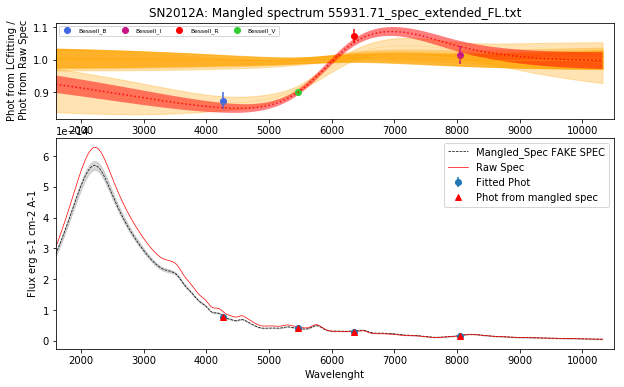 SN2012A: Mangled spectrum 55931.71_spec_extended_FL.txt
Phot from LCfitting /
Phot from Raw Spec
Bessell_B
Bessell_I
Bessell_R
Bessell_V
1.1
1.0
0.9
2000 3000 4000 5000 6000 7000 8000 9000 10000
1e−14
Mangled_Spec FAKE SPEC
Raw Spec
Fitted Phot
Phot from mangled spec
Flux erg s-1 cm-2 A-1
6
5
4
3
2
1
0
2000 3000 4000 5000 6000 7000 8000 9000 10000
Wavelenght